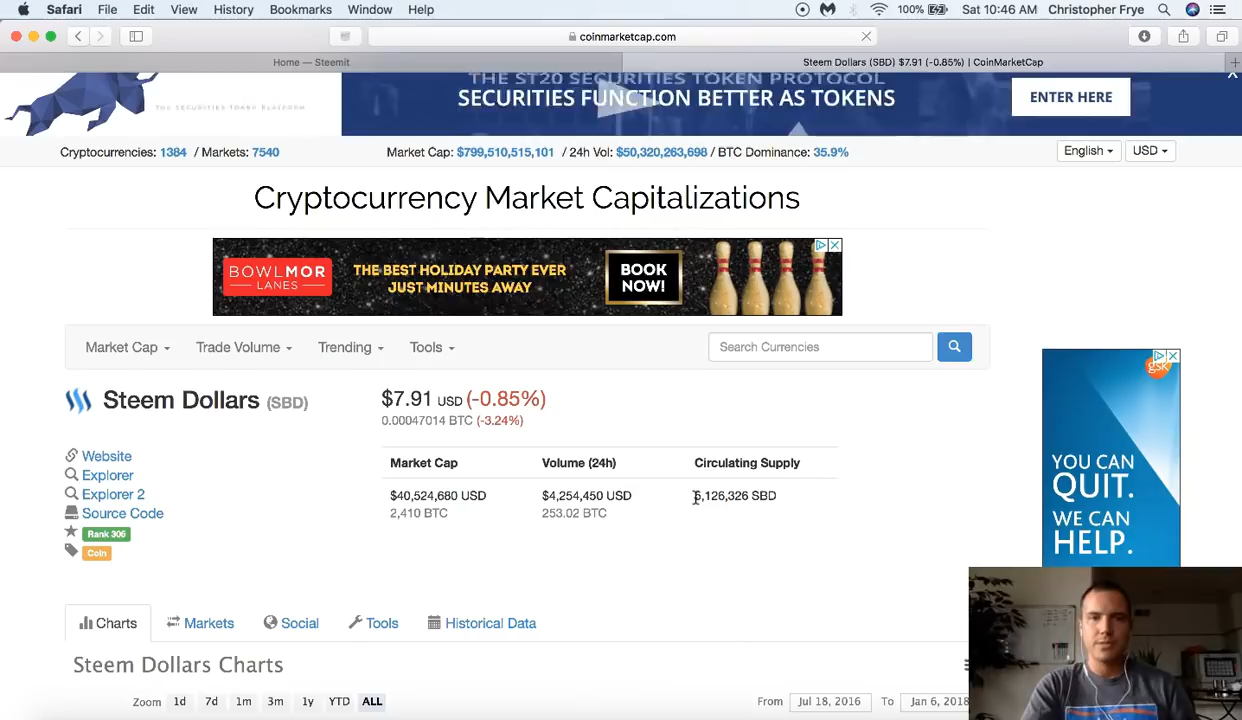 Safari File Edit View History Bookmarks Window Help 100% Sat 10:46 AM Christopher Frye
coinmarketcap.com
Home — Steemit Steem Dollars (SBD) $7.91 (-0.85%) | CoinMarketCap
THE SECURITIES TOKEN PLATFORM
THE ST20 SECURITIES TOKEN PROTOCOL
SECURITIES FUNCTION BETTER AS TOKENS
ENTER HERE
Cryptocurrencies: 1384 / Markets: 7540 Market Cap: $799,510,515,101 / 24h Vol: $50,320,263,698 / BTC Dominance: 35.9% English USD
Cryptocurrency Market Capitalizations
BOWLMOR
LANES
THE BEST HOLIDAY PARTY EVER
JUST MINUTES AWAY
BOOK
NOW!
Market Cap Trade Volume Trending Tools Search Currencies
Steem Dollars (SBD) $7.91 USD (-0.85%)
0.00047014 BTC (-3.24%)
Website
Explorer
Explorer 2
Source Code
Rank 306
Coin
Market Cap Volume (24h) Circulating Supply
$40,524,680 USD $4,254,450 USD 5,126,326 SBD
2,410 BTC 253.02 BTC
gsk
YOU CAN
QUIT.
WE CAN
HELP.
Charts Markets Social Tools Historical Data
Steem Dollars Charts
Zoom 1d 7d 1m 3m 1y YTD ALL From Jul 18, 2016 To Jan 6, 2018